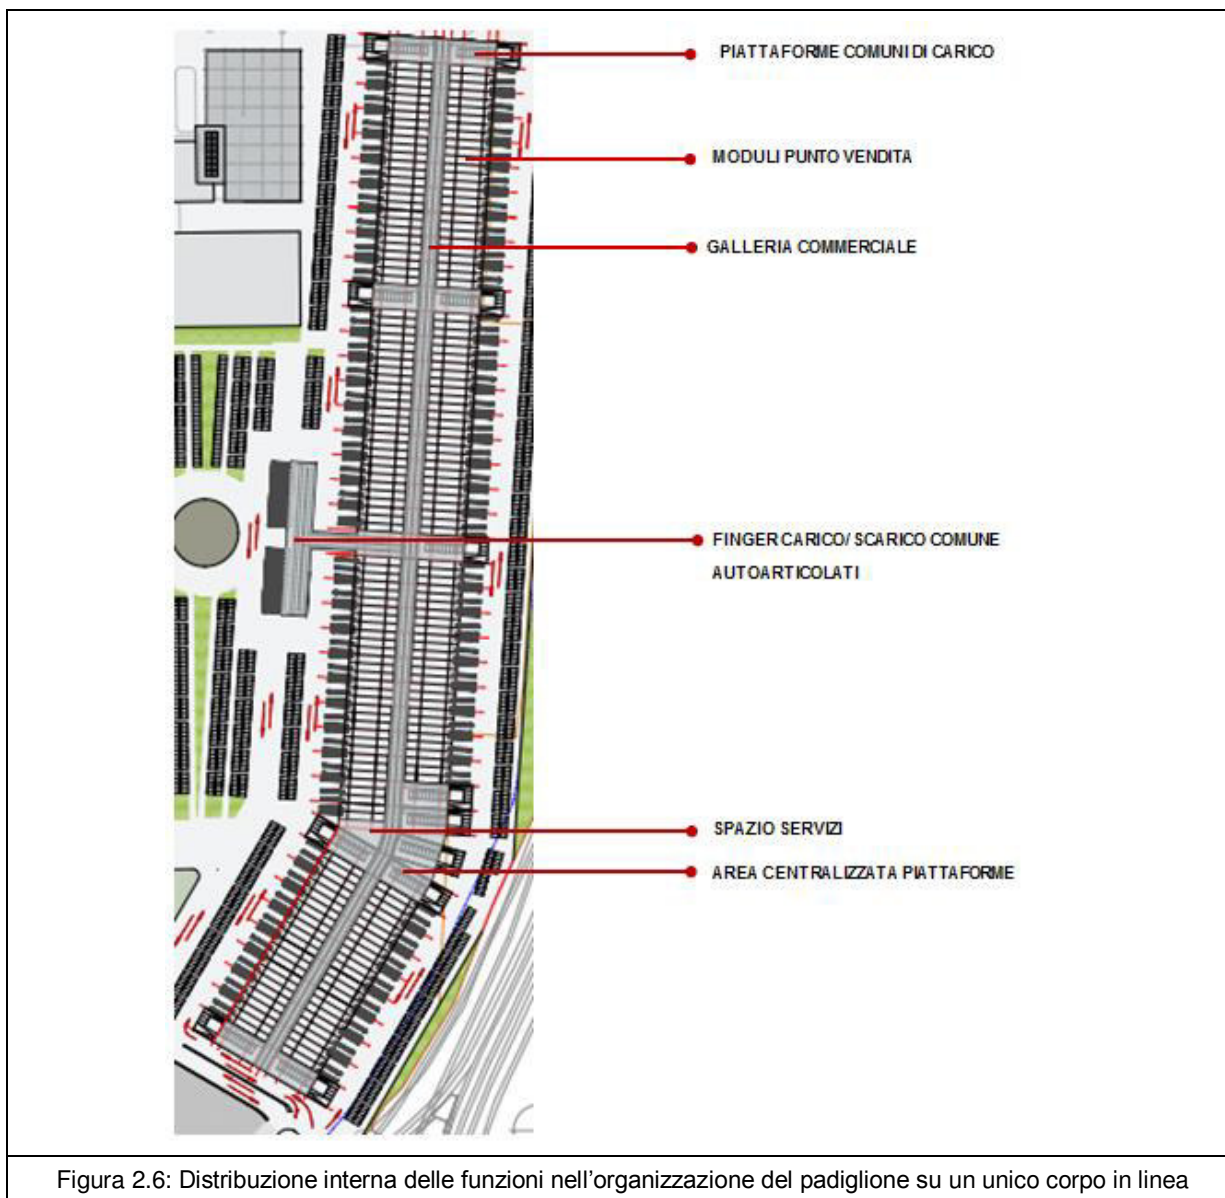 PIATTAFORME COMUNI DI CARICO
MODULI PUNTO VENDITA
GALLERIA COMMERCIALE
FINGER CARICO/ SCARICO COMUNE
AUTOARTICOLATI
SPAZIO SERVIZI
AREA CENTRALIZZATA PIATTAFORME
Figura 2.6: Distribuzione interna delle funzioni nell'organizzazione del padiglione su un unico corpo in linea